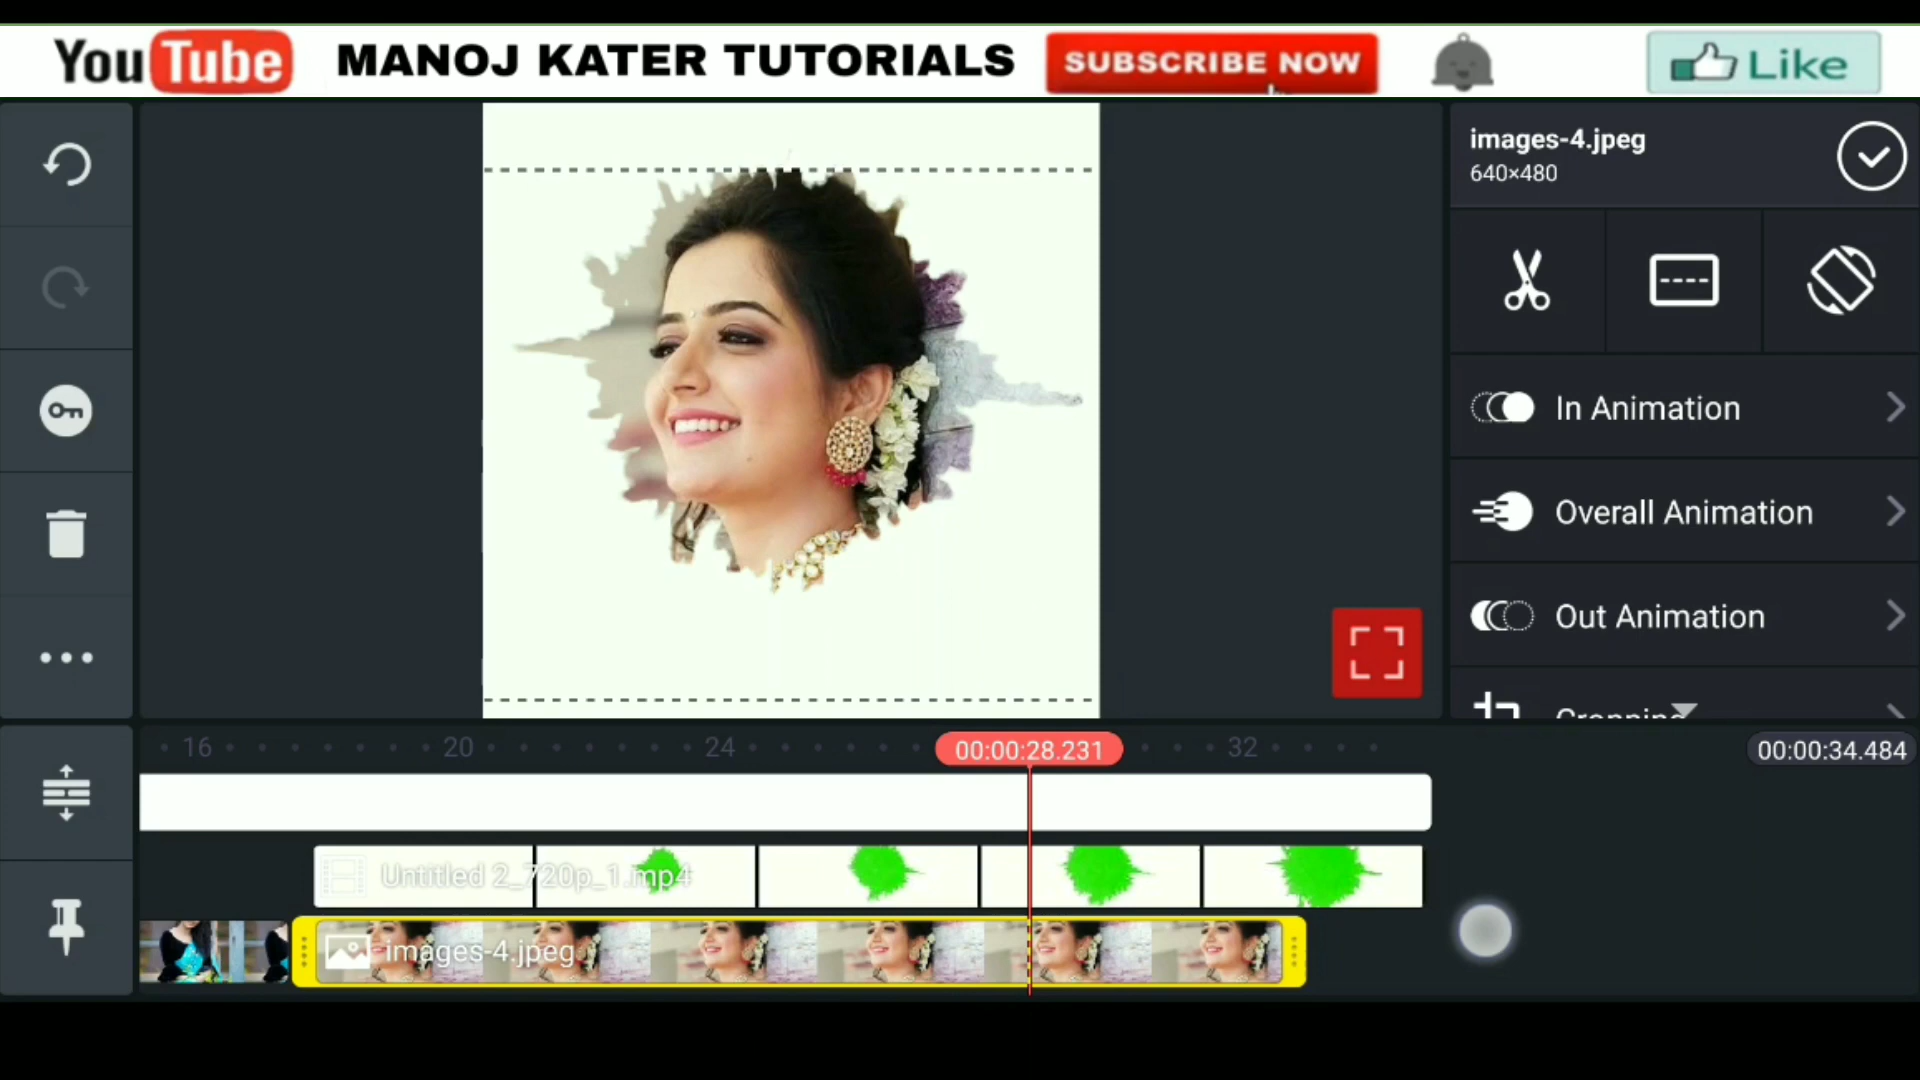 YouTube MANOJ KATER TUTORIALS SUBSCRIBE NOW Like
images-4.jpeg
640×480
In Animation
Overall Animation
Out Animation
Cropping
16 20 24 00:00:28.231 32 00:00:34.484
Untitled 2_720p_1.mp4
images-4.jpeg